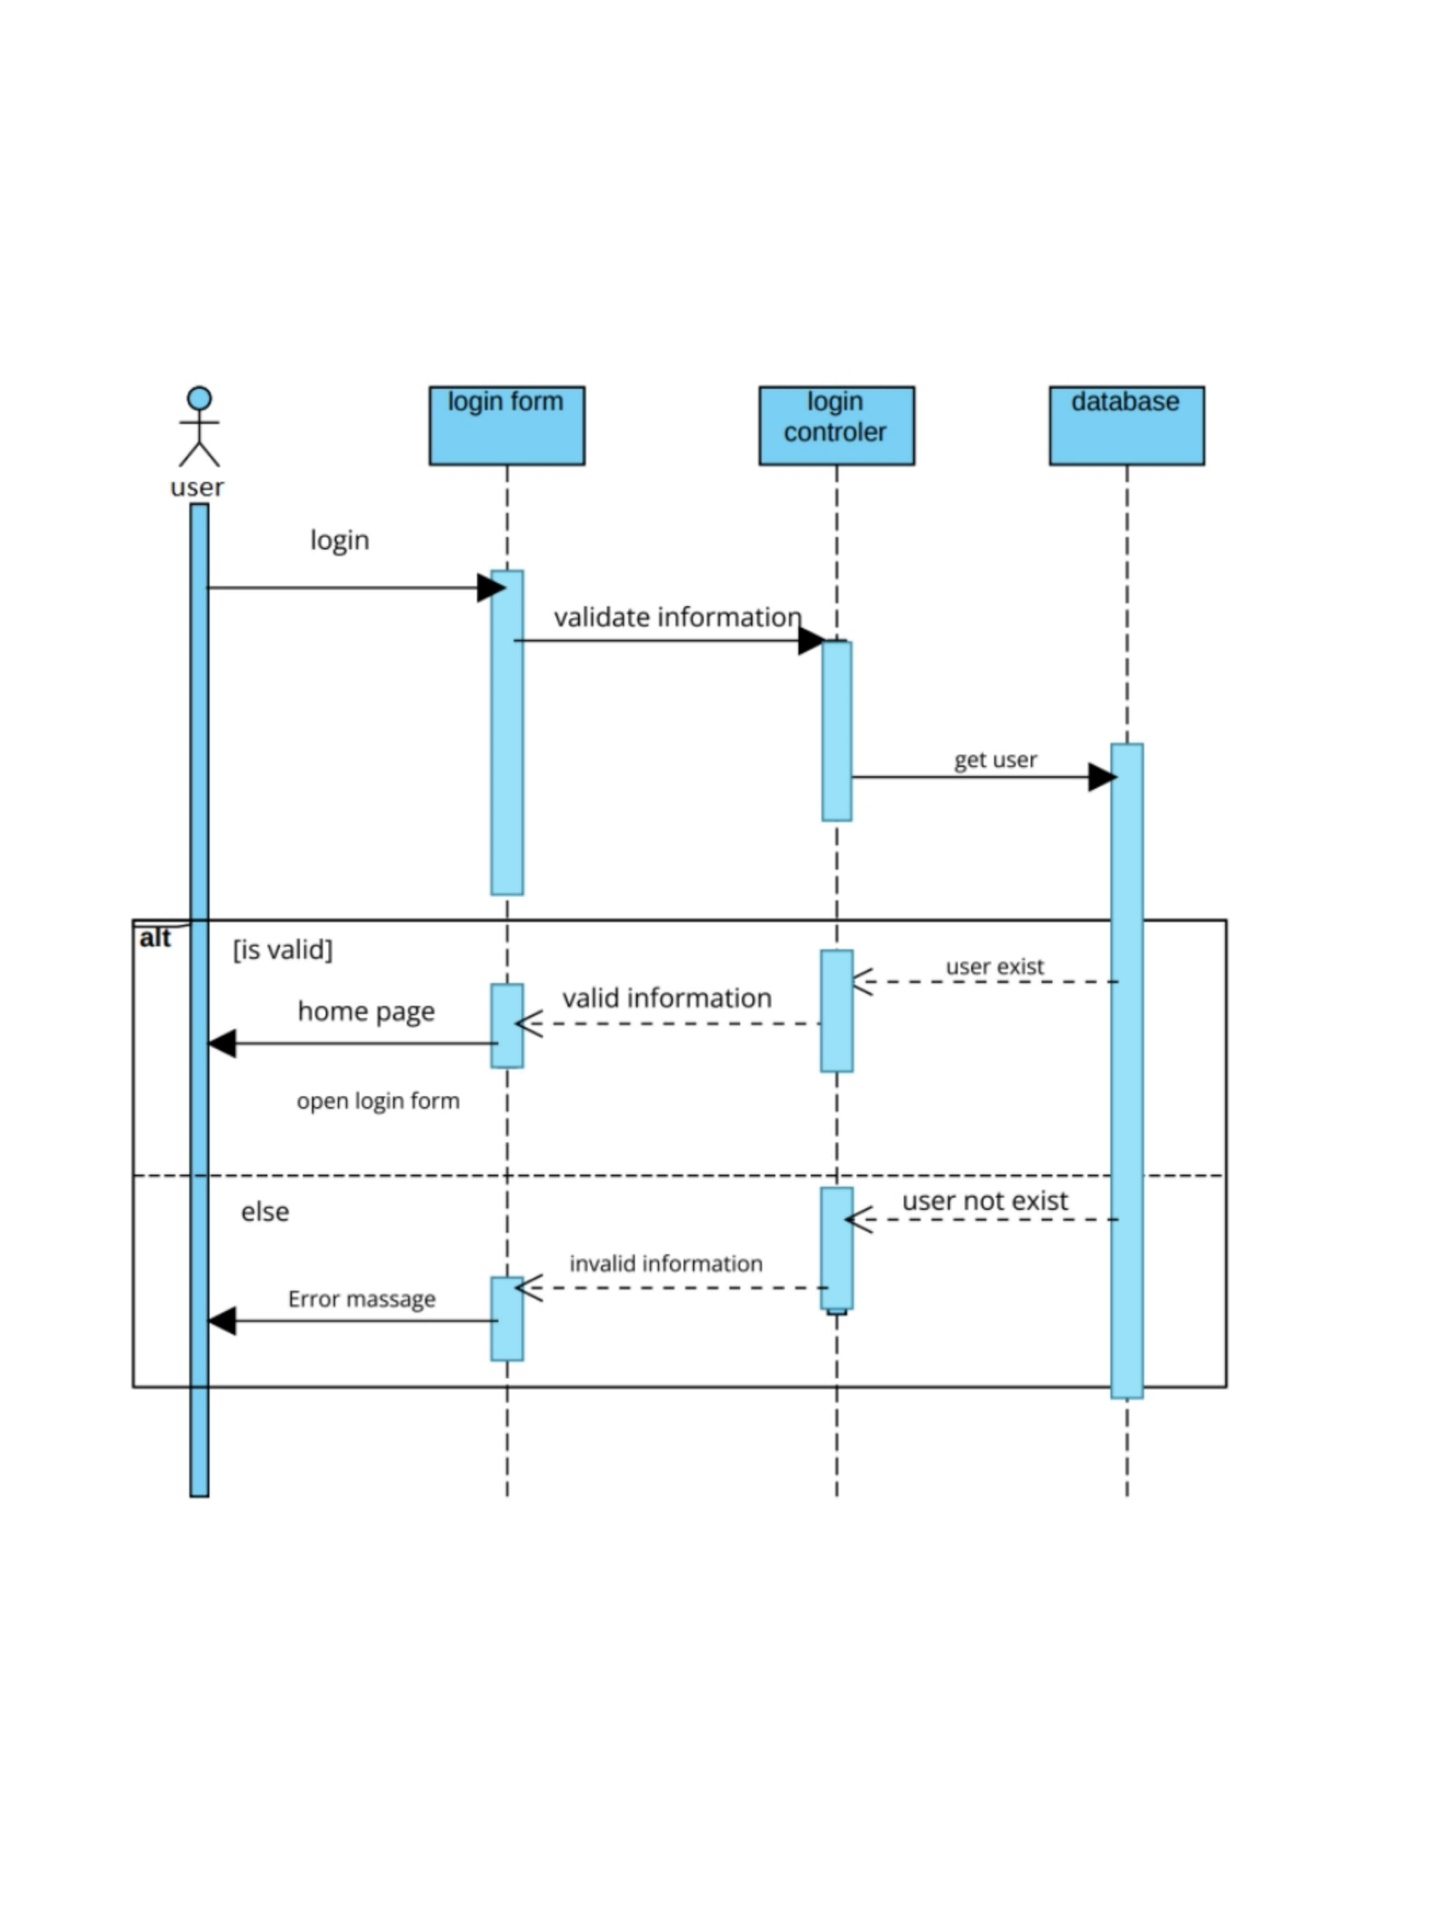 login form
login
controler
database
user
login
validate information
get user
alt
[is valid]
user exist
valid information
home page
open login form
else
user not exist
invalid information
Error massage